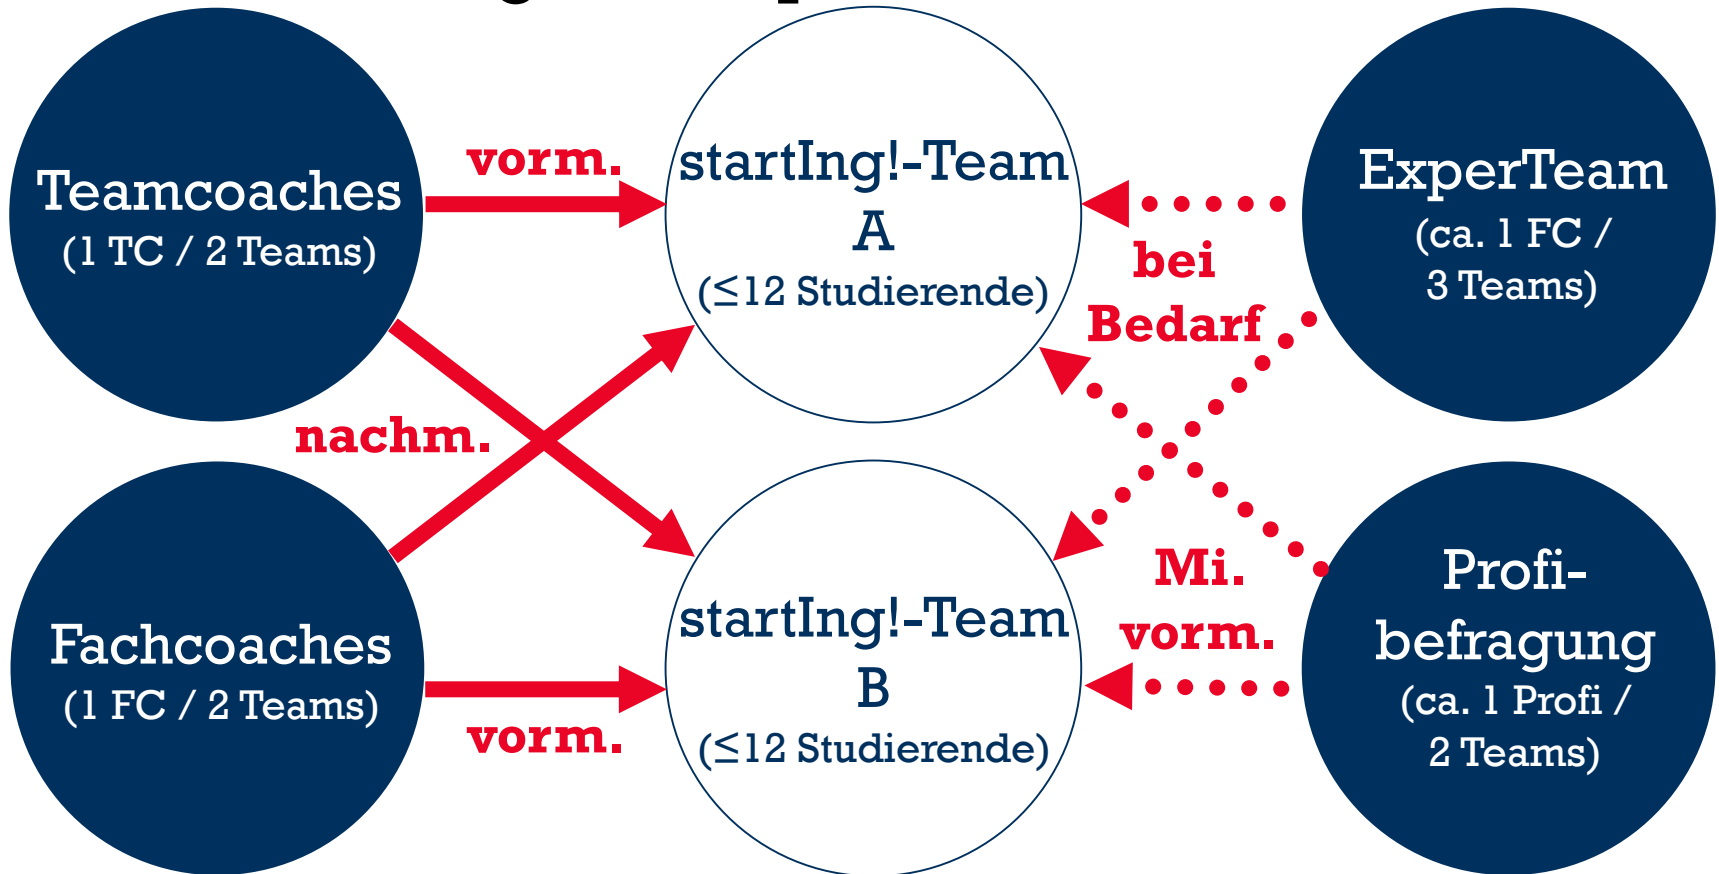 Teamcoaches
(1 TC / 2 Teams)
vorm.
startIng!-Team
A
(≤12 Studierende)
ExperTeam
(ca. 1 FC /
3 Teams)
bei
Bedarf
nachm.
Fachcoaches
(1 FC / 2 Teams)
vorm.
startIng!-Team
B
(≤12 Studierende)
Mi.
vorm.
Profi-
befragung
(ca. 1 Profi /
2 Teams)